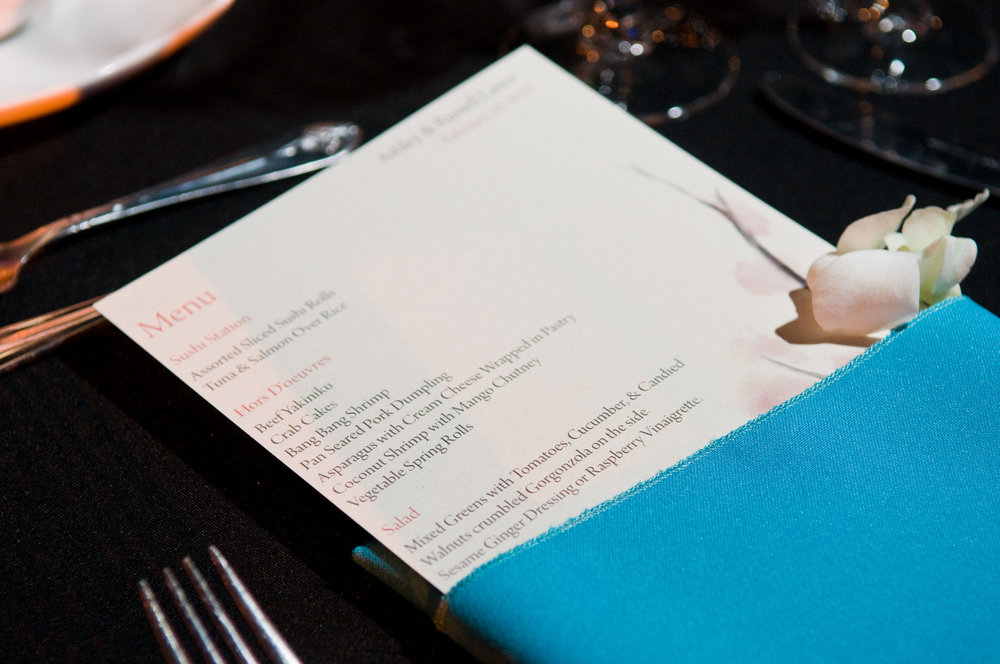 Ashley & Russell
Menu
Sushi Station
Assorted Sliced Sushi Rolls
Tuna & Salmon Over Rice
Hors D'oeuvres
Beef Yakiniku
Crab Cakes
Bang Bang Shrimp
Pan Seared Pork Dumpling
Asparagus with Cream Cheese Wrapped in Pastry
Coconut Shrimp with Mango Chutney
Vegetable Spring Rolls
Salad
Mixed Greens with Tomatoes, Cucumber, & Candied
Walnuts crumbled Gorgonzola on the side
Sesame Ginger Dressing or Raspberry Vinaigrette